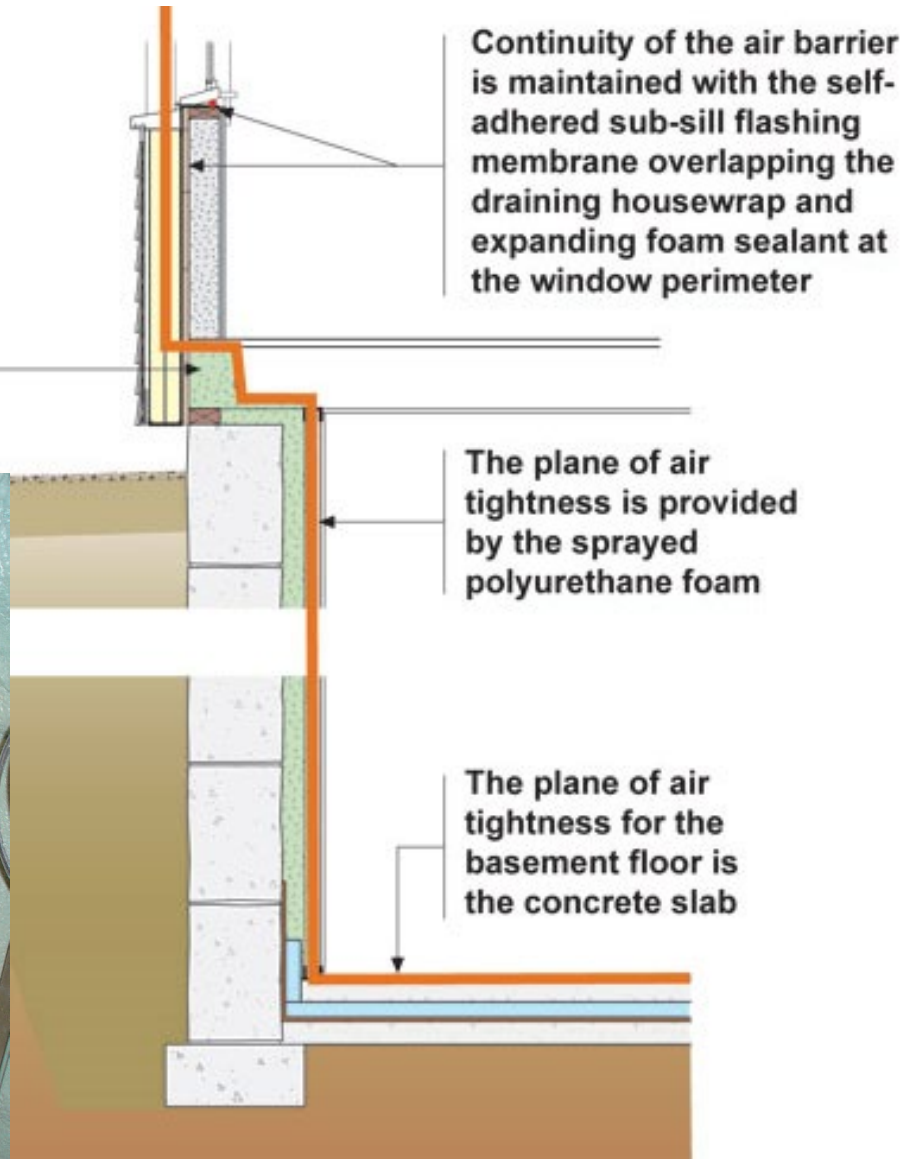 Continuity of the air barrier
is maintained with the self-
adhered sub-sill flashing
membrane overlapping the
draining housewrap and
expanding foam sealant at
the window perimeter
The plane of air
tightness is provided
by the sprayed
polyurethane foam
The plane of air
tightness for the
basement floor is
the concrete slab